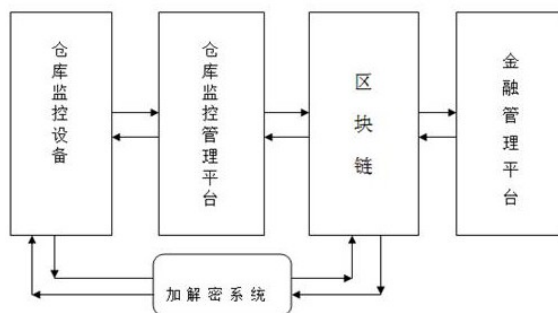 仓库监控设备
仓库监控管理平台
区块链
金融管理平台
加解密系统